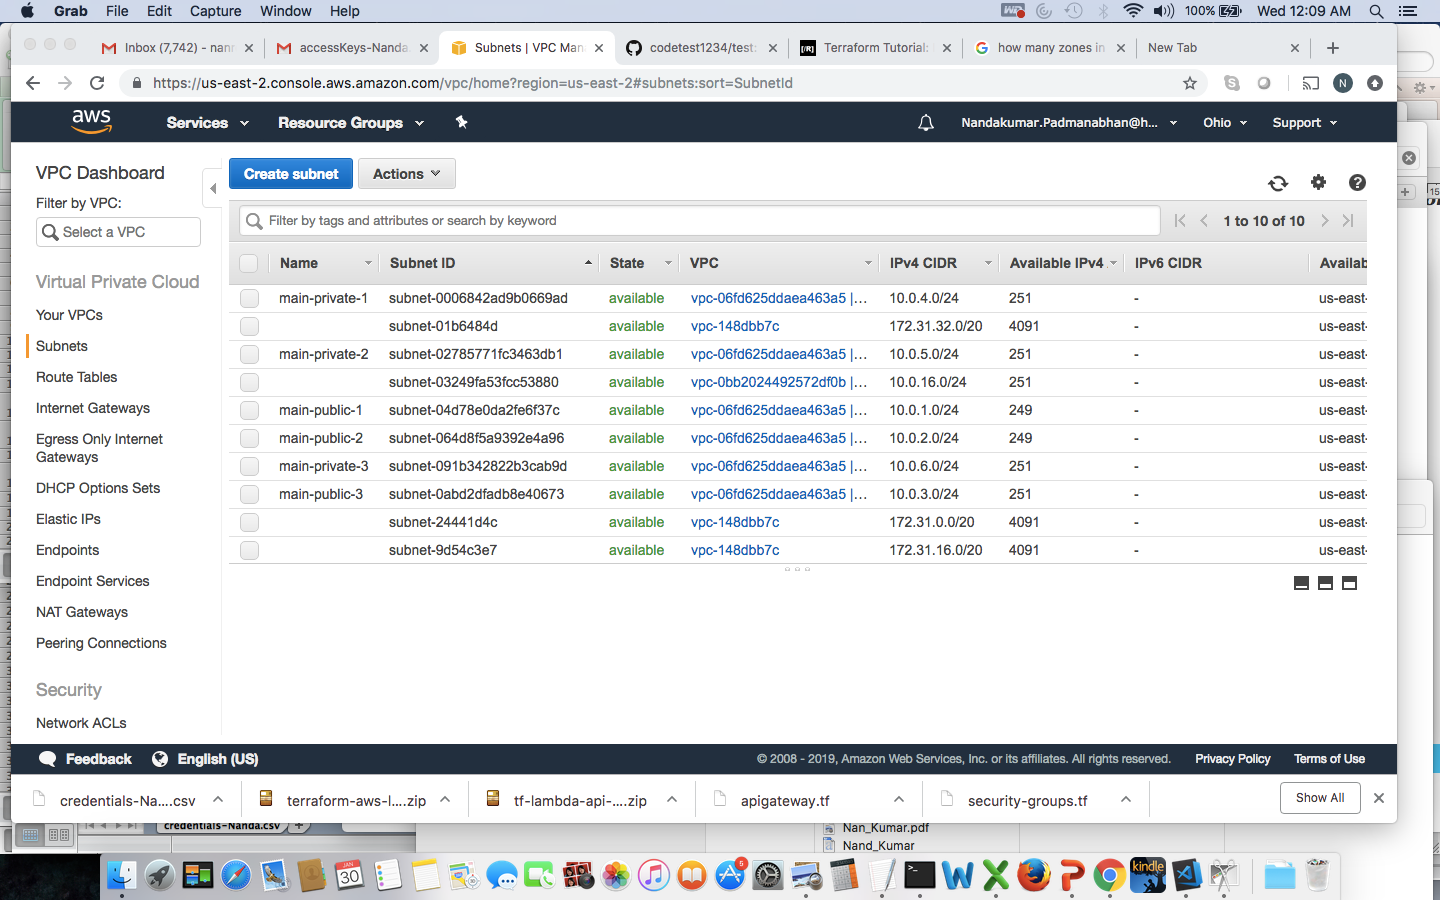 Grab File Edit Capture Window Help 100% Wed 12:09 AM
Inbox (7,742) - nanr
accessKeys-Nanda.
Subnets | VPC Man
codetest1234/test:
Terraform Tutorial:
how many zones in
New Tab
https://us-east-2.console.aws.amazon.com/vpc/home?region=us-east-2#subnets:sort=SubnetId
N
aws Services Resource Groups Nandakumar.Padmanabhan@h... Ohio Support
VPC Dashboard
Filter by VPC:
Select a VPC
Virtual Private Cloud
Your VPCs
Subnets
Route Tables
Internet Gateways
Egress Only Internet
Gateways
DHCP Options Sets
Elastic IPs
Endpoints
Endpoint Services
NAT Gateways
Peering Connections
Security
Network ACLs
Create subnet Actions
Filter by tags and attributes or search by keyword
1 to 10 of 10
Name Subnet ID State VPC IPv4 CIDR Available IPv4 IPv6 CIDR Availab
main-private-1 subnet-0006842ad9b0669ad available vpc-06fd625ddaea463a5 |... 10.0.4.0/24 251 - us-east-
subnet-01b6484d available vpc-148dbb7c 172.31.32.0/20 4091 - us-east-
main-private-2 subnet-02785771fc3463db1 available vpc-06fd625ddaea463a5 |... 10.0.5.0/24 251 - us-east-
subnet-03249fa53fcc53880 available vpc-0bb2024492572df0b |... 10.0.16.0/24 251 - us-east-
main-public-1 subnet-04d78e0da2fe6f37c available vpc-06fd625ddaea463a5 |... 10.0.1.0/24 249 - us-east-
main-public-2 subnet-064d8f5a9392e4a96 available vpc-06fd625ddaea463a5 |... 10.0.2.0/24 249 - us-east-
main-private-3 subnet-091b342822b3cab9d available vpc-06fd625ddaea463a5 |... 10.0.6.0/24 251 - us-east-
main-public-3 subnet-0abd2dfadb8e40673 available vpc-06fd625ddaea463a5 |... 10.0.3.0/24 251 - us-east-
subnet-24441d4c available vpc-148dbb7c 172.31.0.0/20 4091 - us-east-
subnet-9d54c3e7 available vpc-148dbb7c 172.31.16.0/20 4091 - us-east-
Feedback English (US) © 2008 - 2019, Amazon Web Services, Inc. or its affiliates. All rights reserved. Privacy Policy Terms of Use
credentials-Na....csv
terraform-aws-l....zip
tf-lambda-api-....zip
apigateway.tf
security-groups.tf
Show All
credentials-Nanda.csv
Nan_Kumar.pdf
Nand_Kumar
JAN
30
kindle